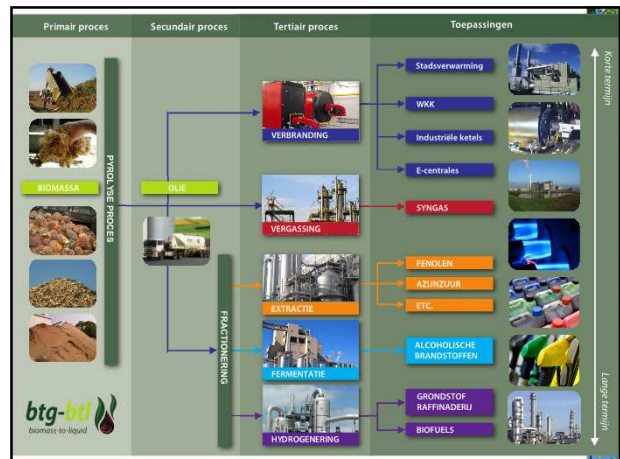 Primair proces
Secundair proces
Tertiair proces
Toepassingen
BIOMASSA
PYROLYSE PROCES
OLIE
FRACTIONERING
VERBRANDING
VERGASSING
EXTRACTIE
FERMENTATIE
HYDROGENERING
Stadsverwarming
WKK
Industriële ketels
E-centrales
SYNGAS
FENOLEN
AZIJNZUUR
ETC.
ALCOHOLISCHE
BRANDSTOFFEN
GRONDSTOF
RAFFINADERIJ
BIOFUELS
Korte termijn
Lange termijn
btg-btl
biomass-to-liquid